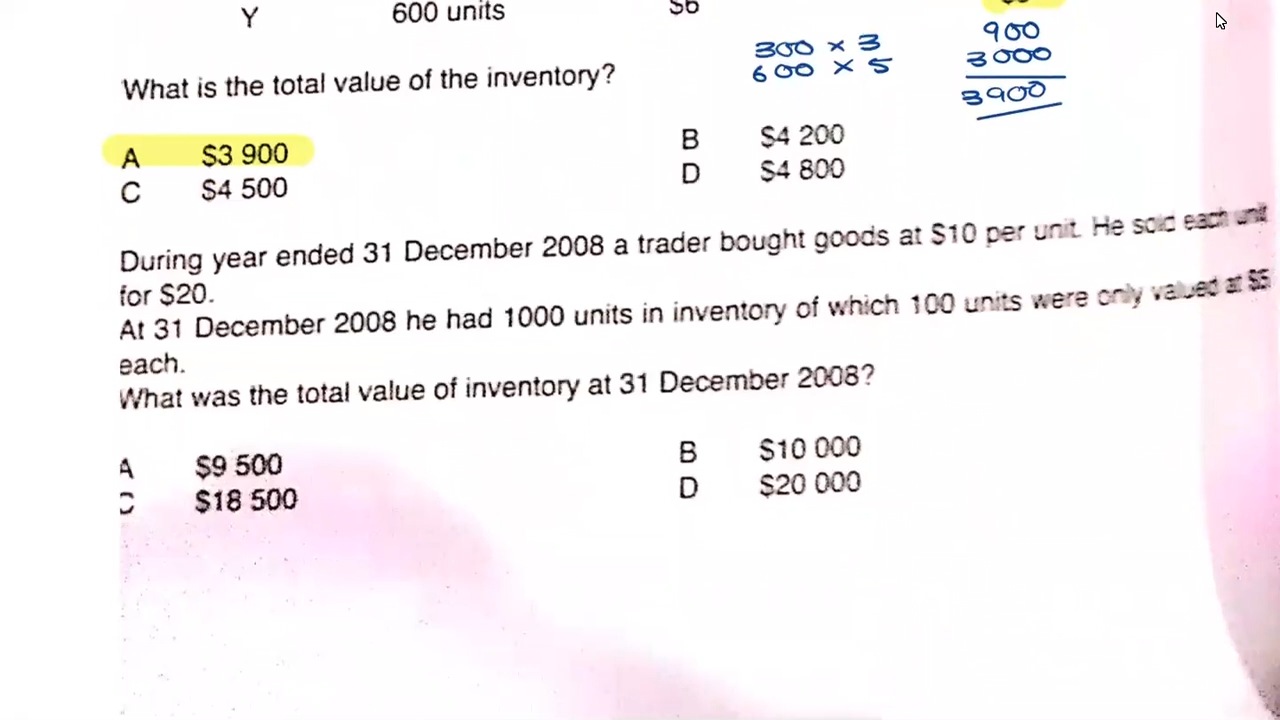 Y 600 units $6
300 × 3 900
600 × 5 3000
What is the total value of the inventory? 3900
A $3 900 B $4 200
C $4 500 D $4 800
During year ended 31 December 2008 a trader bought goods at $10 per unit. He sold each unit
for $20.
At 31 December 2008 he had 1000 units in inventory of which 100 units were only valued at $5
each.
What was the total value of inventory at 31 December 2008?
A $9 500 B $10 000
C $18 500 D $20 000